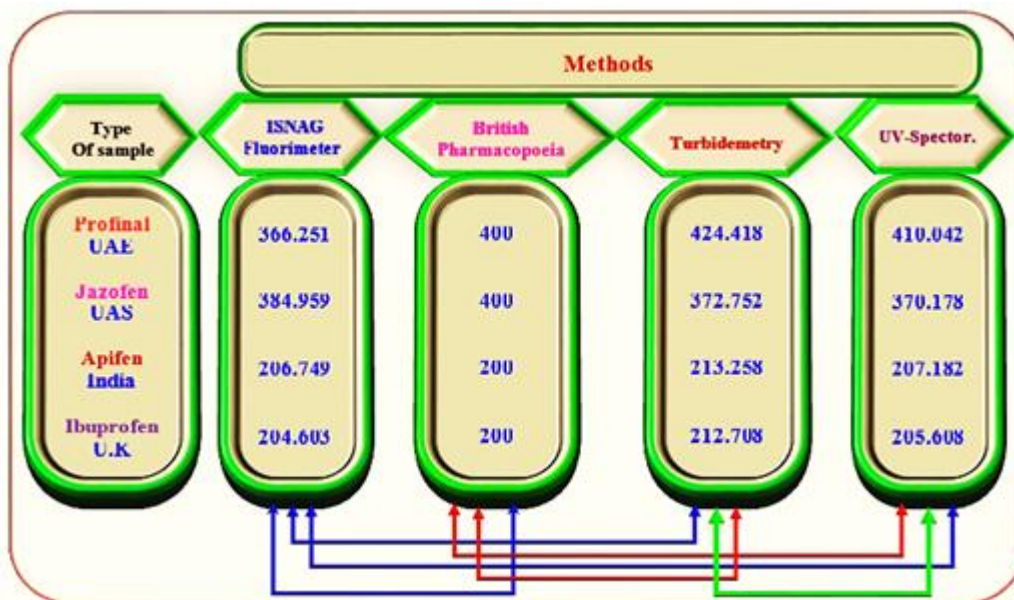 Methods
Type
Of sample
ISNAG
Fluorimeter
British
Pharmacopoeia
Turbidemetry
UV-Spector.
Profinal
UAE
366.251
400
424.418
410.042
Jazofen
UAS
384.959
400
372.752
370.178
Apifen
India
206.749
200
213.258
207.182
Ibuprofen
U.K
204.603
200
212.708
205.608